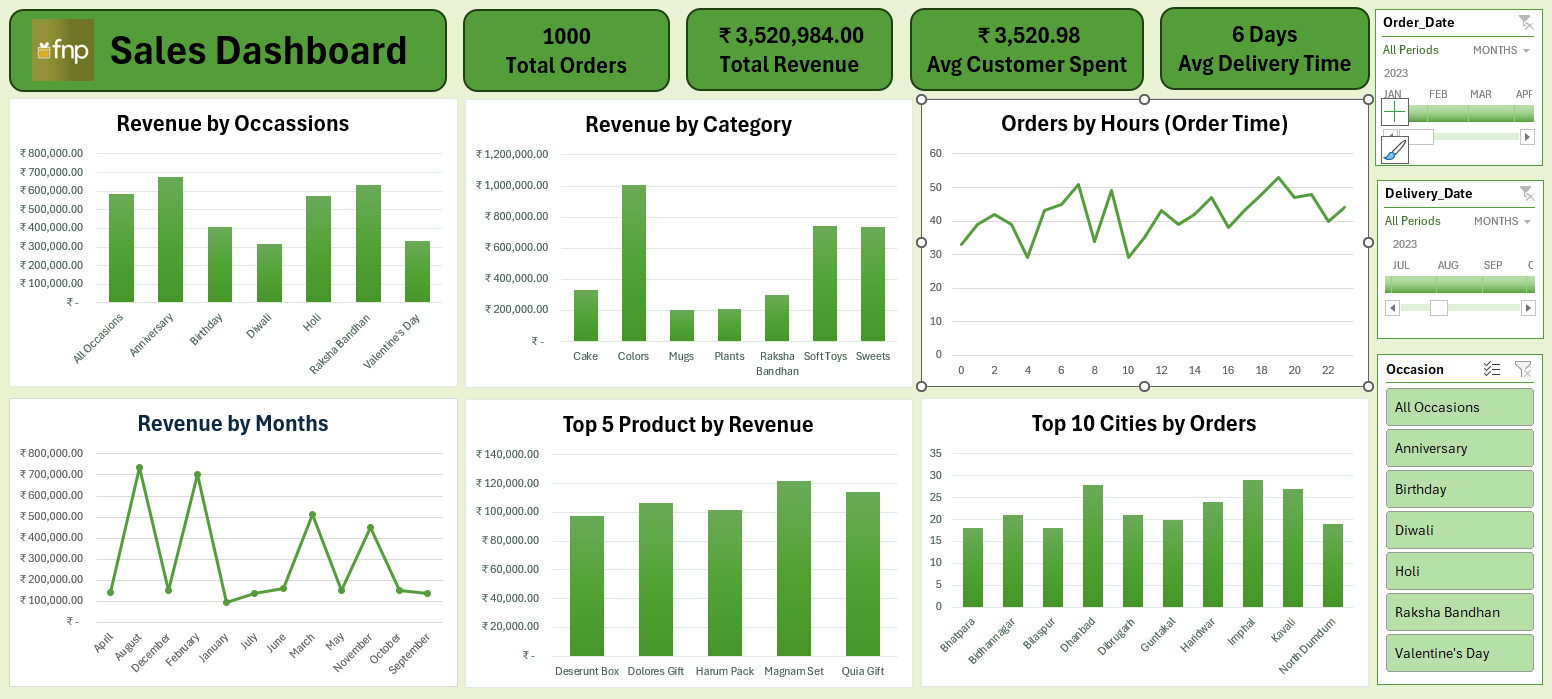 fnp
Sales Dashboard
1000
Total Orders
₹ 3,520,984.00
Total Revenue
₹ 3,520.98
Avg Customer Spent
6 Days
Avg Delivery Time
Revenue by Occassions
₹ 800,000.00
₹ 700,000.00
₹ 600,000.00
₹ 500,000.00
₹ 400,000.00
₹ 300,000.00
₹ 200,000.00
₹ 100,000.00
₹ -
All Occasions
Anniversary
Birthday
Diwali
Holi
Raksha Bandhan
Valentine's Day
Revenue by Category
₹ 1,200,000.00
₹ 1,000,000.00
₹ 800,000.00
₹ 600,000.00
₹ 400,000.00
₹ 200,000.00
₹ -
Cake Colors Mugs Plants Raksha Bandhan Soft Toys Sweets
Orders by Hours (Order Time)
60
50
40
30
20
10
0
0 2 4 6 8 10 12 14 16 18 20 22
Revenue by Months
₹ 800,000.00
₹ 700,000.00
₹ 600,000.00
₹ 500,000.00
₹ 400,000.00
₹ 300,000.00
₹ 200,000.00
₹ 100,000.00
₹ -
April
August
December
February
January
July
June
March
May
November
October
September
Top 5 Product by Revenue
₹ 140,000.00
₹ 120,000.00
₹ 100,000.00
₹ 80,000.00
₹ 60,000.00
₹ 40,000.00
₹ 20,000.00
₹ -
Deserunt Box Dolores Gift Harum Pack Magnam Set Quia Gift
Top 10 Cities by Orders
35
30
25
20
15
10
5
0
Bhatpara
Bidhannagar
Bilaspur
Dhanbad
Dibrugarh
Guntakal
Haridwar
Imphal
Kavali
North Dumdum
Order_Date
All Periods MONTHS
2023
JAN FEB MAR APR
Delivery_Date
All Periods MONTHS
2023
JUL AUG SEP
Occasion
All Occasions
Anniversary
Birthday
Diwali
Holi
Raksha Bandhan
Valentine's Day